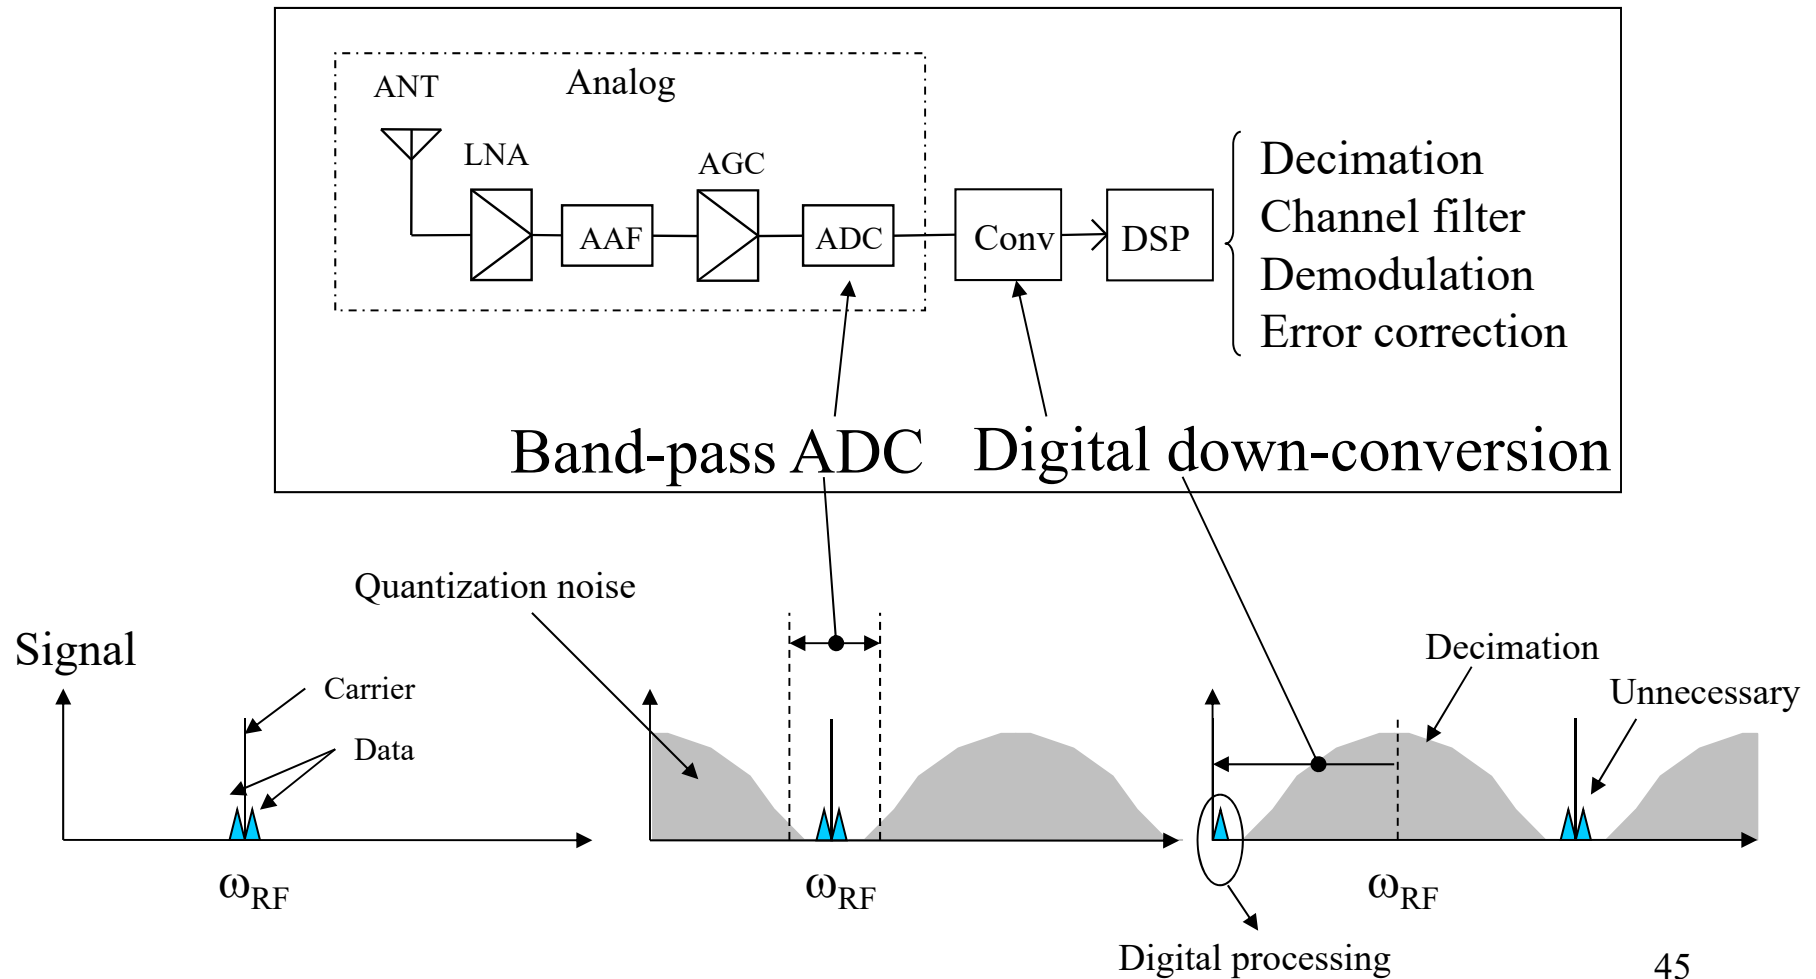 Analog
ANT
LNA
AGC
AAF
ADC
Conv
DSP
Decimation
Channel filter
Demodulation
Error correction
Band-pass ADC
Digital down-conversion
Quantization noise
Signal
Carrier
Data
Decimation
Unnecessary
ωRF
ωRF
ωRF
Digital processing
45